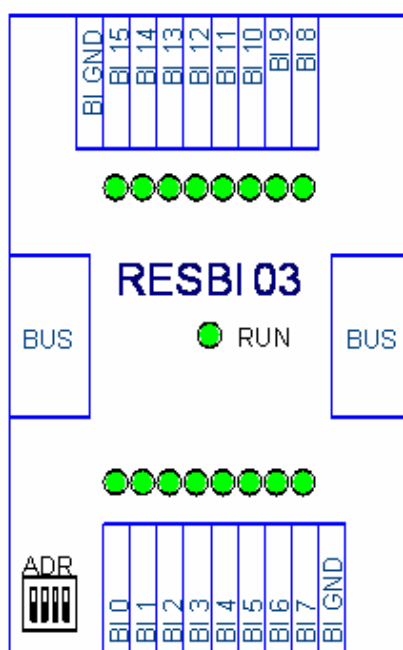 BI GND
BI 15
BI 14
BI 13
BI 12
BI 11
BI 10
BI 9
BI 8
RESBI 03
BUS
RUN
BUS
ADR
BI 0
BI 1
BI 2
BI 3
BI 4
BI 5
BI 6
BI 7
BI GND